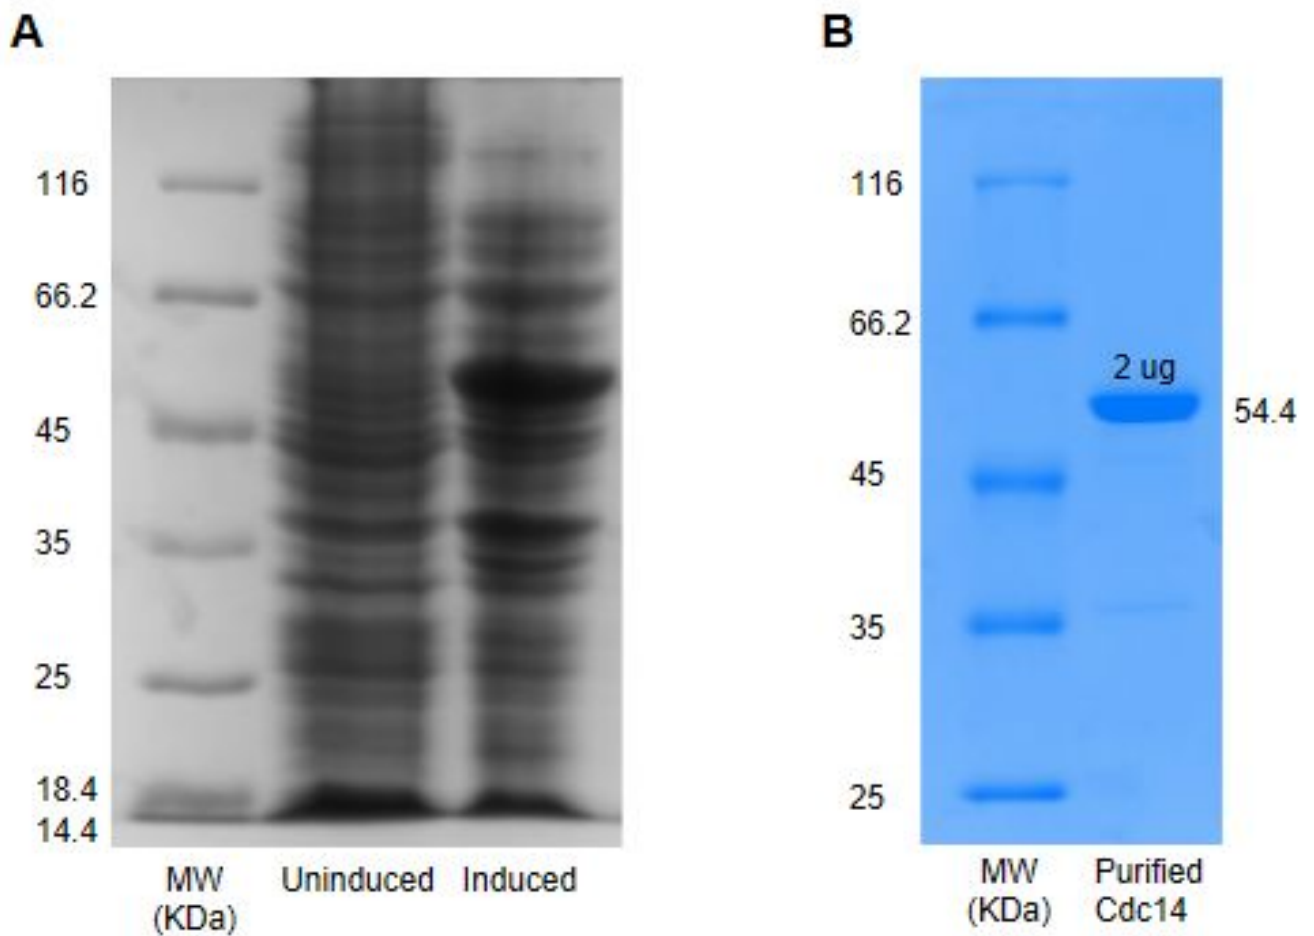 A
116
66.2
45
35
25
18.4
14.4
MW
(KDa)
Uninduced
Induced
B
116
66.2
45
35
25
2 ug
54.4
MW
(KDa)
Purified
Cdc14